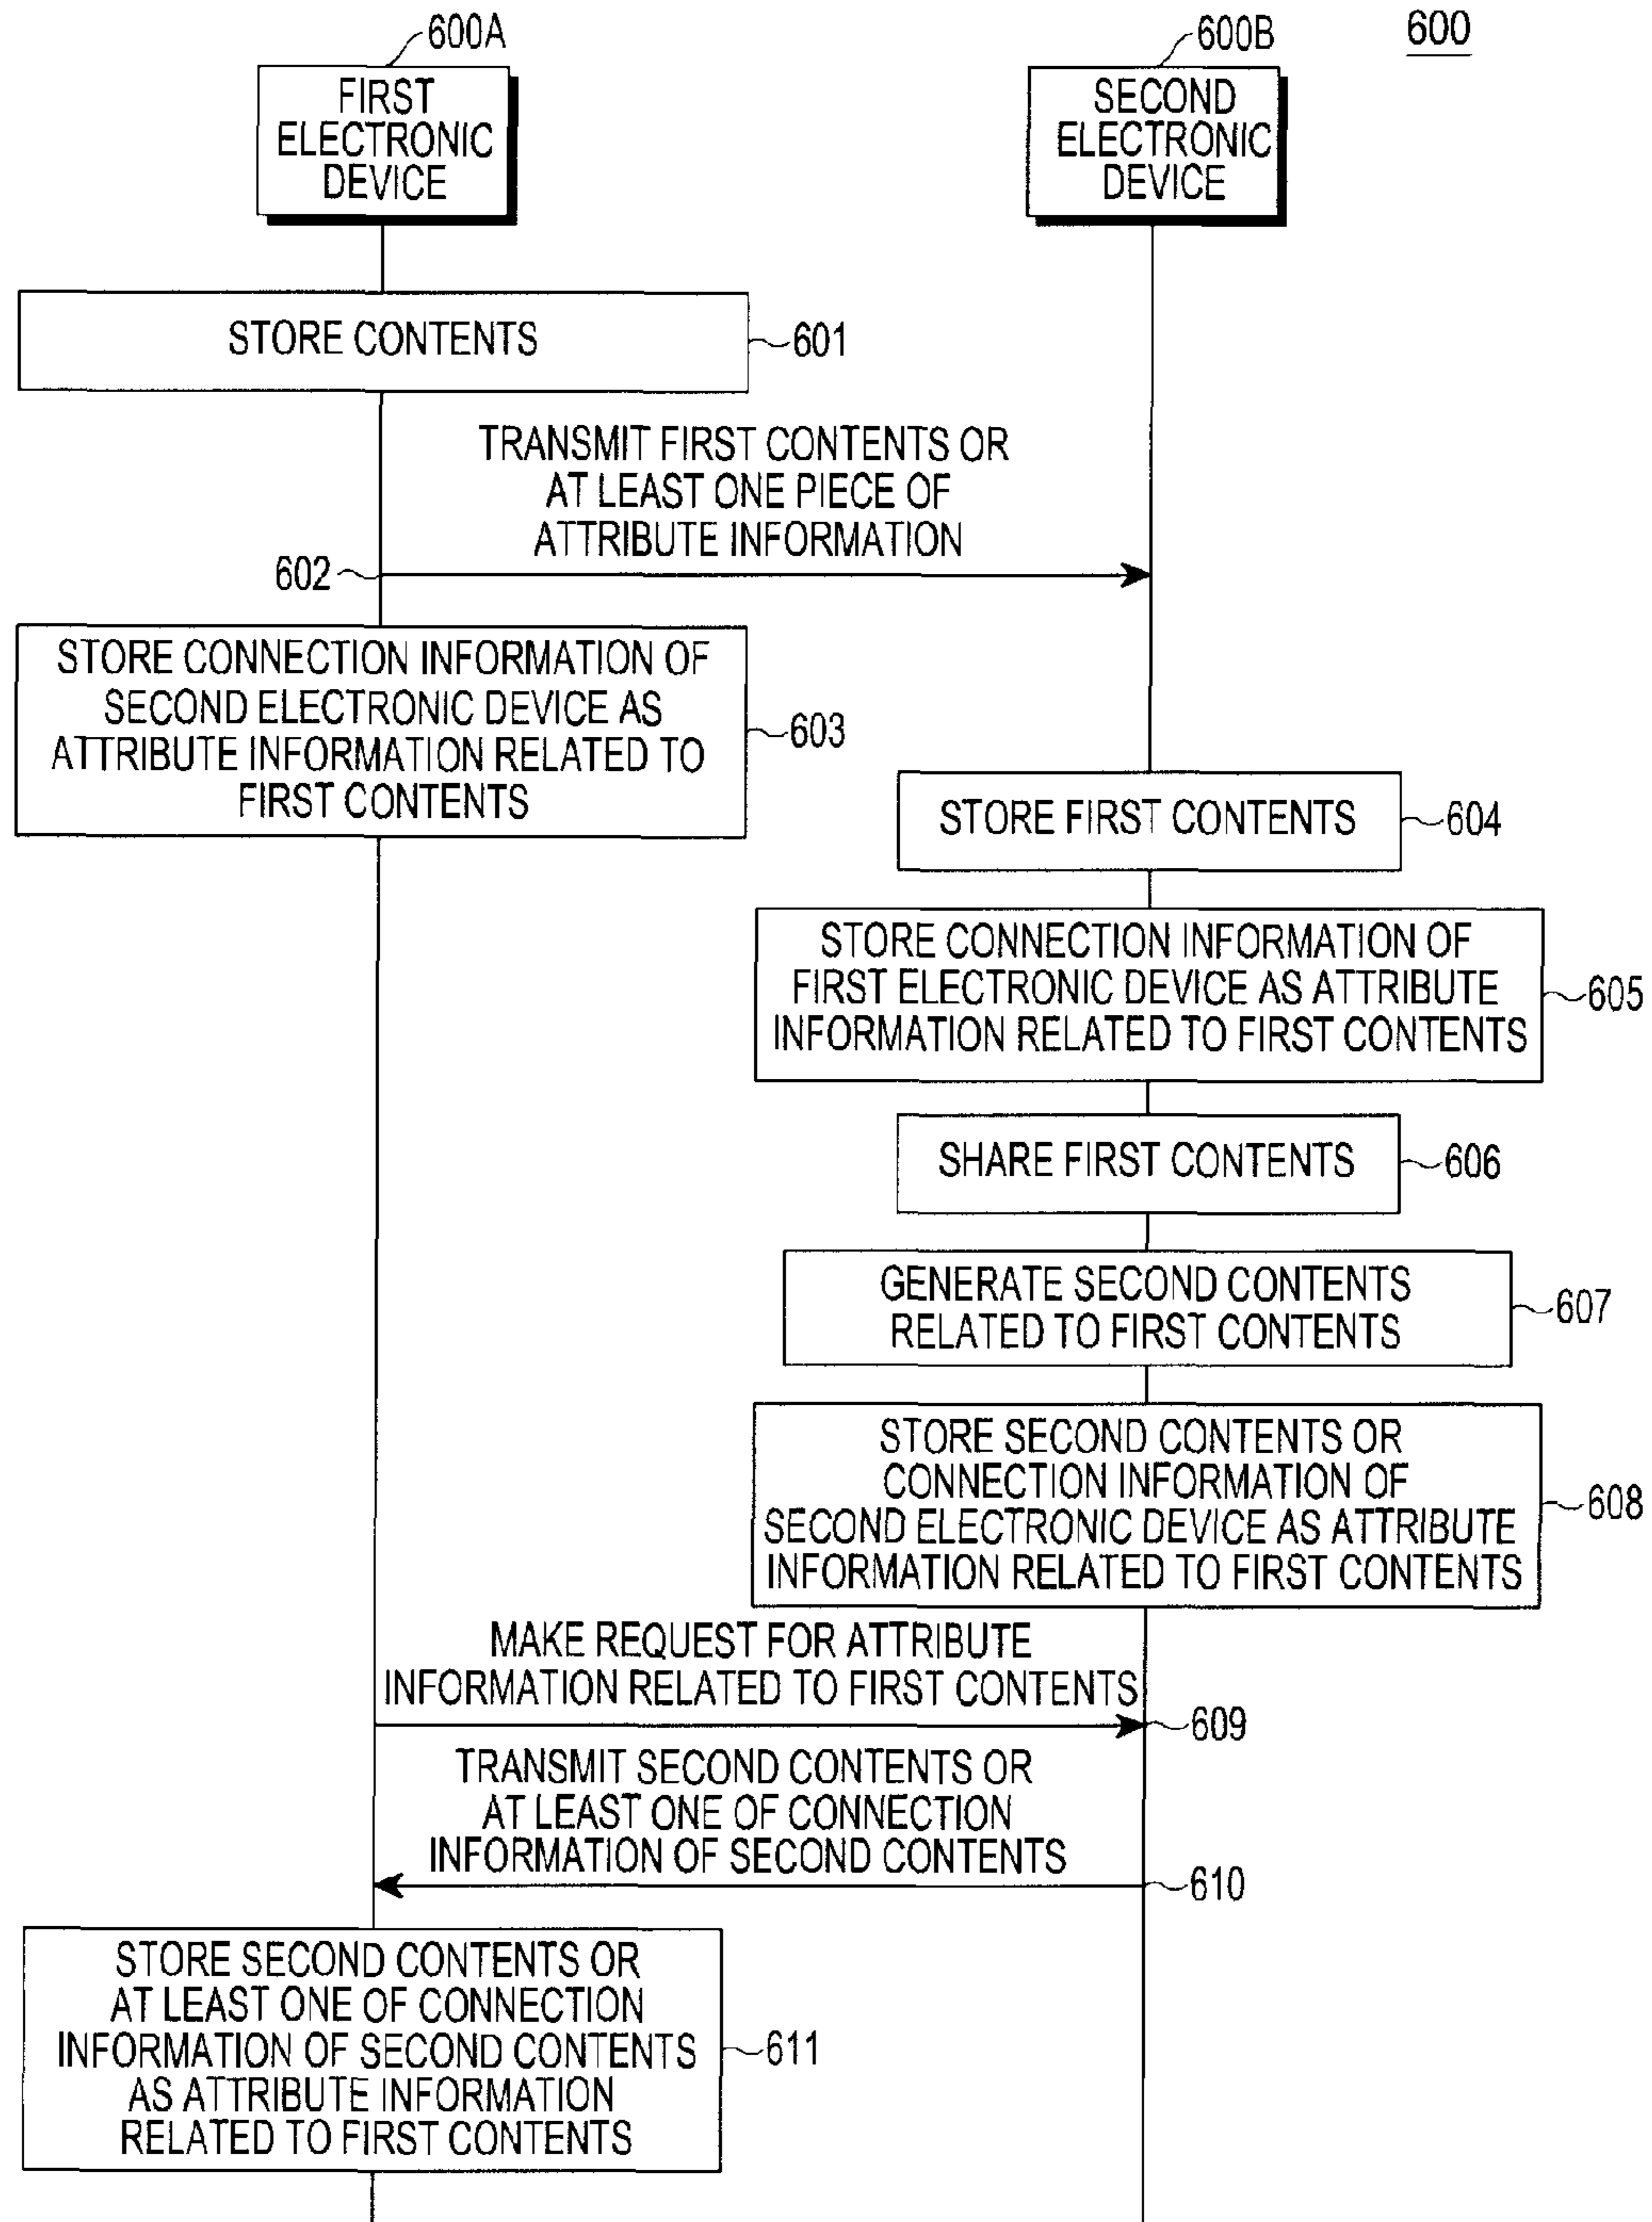 600A
600B
600
FIRST
ELECTRONIC
DEVICE
SECOND
ELECTRONIC
DEVICE
STORE CONTENTS
601
TRANSMIT FIRST CONTENTS OR
AT LEAST ONE PIECE OF
ATTRIBUTE INFORMATION
602
STORE CONNECTION INFORMATION OF
SECOND ELECTRONIC DEVICE AS
ATTRIBUTE INFORMATION RELATED TO
FIRST CONTENTS
603
STORE FIRST CONTENTS
604
STORE CONNECTION INFORMATION OF
FIRST ELECTRONIC DEVICE AS ATTRIBUTE
INFORMATION RELATED TO FIRST CONTENTS
605
SHARE FIRST CONTENTS
606
GENERATE SECOND CONTENTS
RELATED TO FIRST CONTENTS
607
STORE SECOND CONTENTS OR
CONNECTION INFORMATION OF
SECOND ELECTRONIC DEVICE AS ATTRIBUTE
INFORMATION RELATED TO FIRST CONTENTS
608
MAKE REQUEST FOR ATTRIBUTE
INFORMATION RELATED TO FIRST CONTENTS
609
TRANSMIT SECOND CONTENTS OR
AT LEAST ONE OF CONNECTION
INFORMATION OF SECOND CONTENTS
610
STORE SECOND CONTENTS OR
AT LEAST ONE OF CONNECTION
INFORMATION OF SECOND CONTENTS
AS ATTRIBUTE INFORMATION
RELATED TO FIRST CONTENTS
611